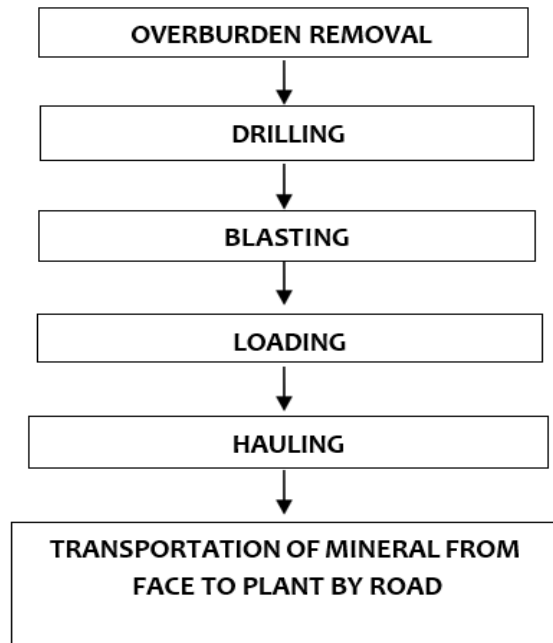 OVERBURDEN REMOVAL
DRILLING
BLASTING
LOADING
HAULING
TRANSPORTATION OF MINERAL FROM
FACE TO PLANT BY ROAD